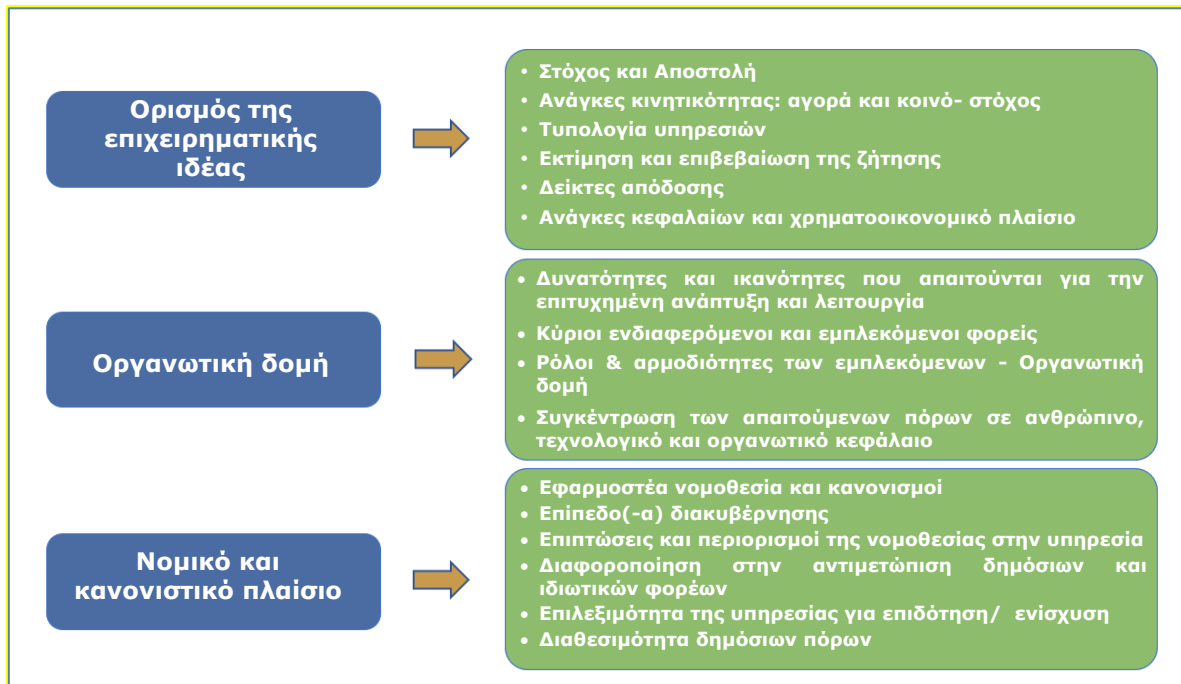 Ορισμός της
επιχειρηματικής
ιδέας
• Στόχος και Αποστολή
• Ανάγκες κινητικότητας: αγορά και κοινό- στόχος
• Τυπολογία υπηρεσιών
• Εκτίμηση και επιβεβαίωση της ζήτησης
• Δείκτες απόδοσης
• Ανάγκες κεφαλαίων και χρηματοοικονομικό πλαίσιο
Οργανωτική δομή
• Δυνατότητες και ικανότητες που απαιτούνται για την
επιτυχημένη ανάπτυξη και λειτουργία
• Κύριοι ενδιαφερόμενοι και εμπλεκόμενοι φορείς
• Ρόλοι & αρμοδιότητες των εμπλεκόμενων - Οργανωτική
δομή
• Συγκέντρωση των απαιτούμενων πόρων σε ανθρώπινο,
τεχνολογικό και οργανωτικό κεφάλαιο
Νομικό και
κανονιστικό πλαίσιο
• Εφαρμοστέα νομοθεσία και κανονισμοί
• Επίπεδο(-α) διακυβέρνησης
• Επιπτώσεις και περιορισμοί της νομοθεσίας στην υπηρεσία
• Διαφοροποίηση στην αντιμετώπιση δημόσιων και
ιδιωτικών φορέων
• Επιλεξιμότητα της υπηρεσίας για επιδότηση/ ενίσχυση
• Διαθεσιμότητα δημόσιων πόρων